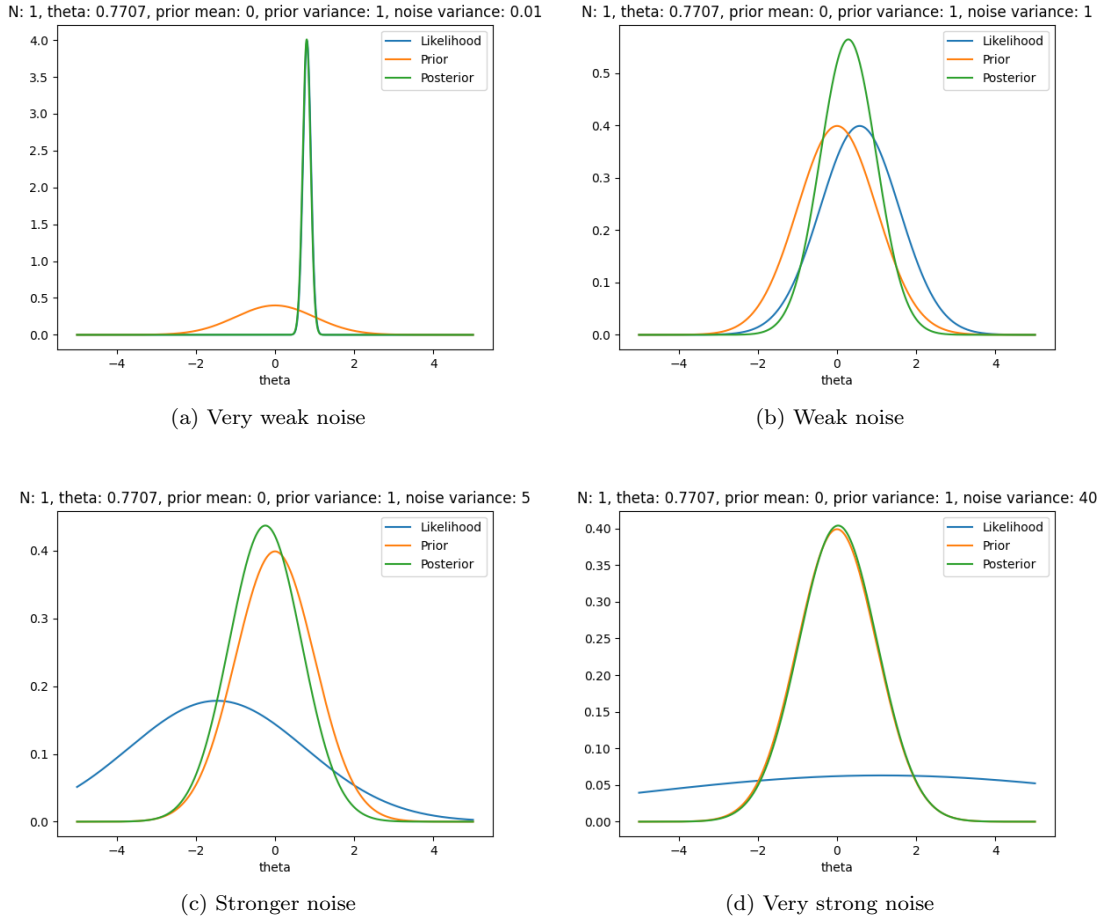 N: 1, theta: 0.7707, prior mean: 0, prior variance: 1, noise variance: 0.01
4.0
3.5
3.0
2.5
2.0
1.5
1.0
0.5
0.0
Likelihood
Prior
Posterior
−4 −2 0 2 4
theta
(a) Very weak noise
N: 1, theta: 0.7707, prior mean: 0, prior variance: 1, noise variance: 1
0.5
0.4
0.3
0.2
0.1
0.0
Likelihood
Prior
Posterior
−4 −2 0 2 4
theta
(b) Weak noise
N: 1, theta: 0.7707, prior mean: 0, prior variance: 1, noise variance: 5
0.4
0.3
0.2
0.1
0.0
Likelihood
Prior
Posterior
−4 −2 0 2 4
theta
(c) Stronger noise
N: 1, theta: 0.7707, prior mean: 0, prior variance: 1, noise variance: 40
0.40
0.35
0.30
0.25
0.20
0.15
0.10
0.05
0.00
Likelihood
Prior
Posterior
−4 −2 0 2 4
theta
(d) Very strong noise